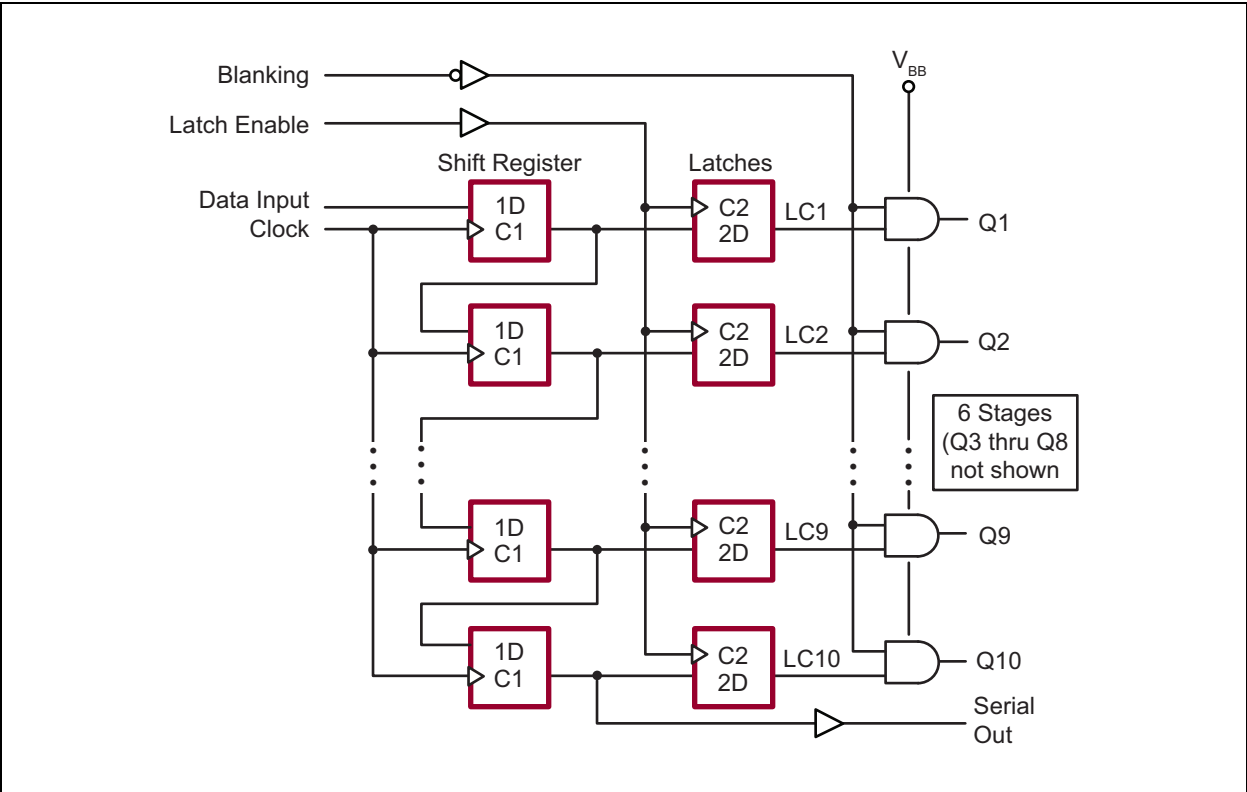 Blanking
V_BB
Latch Enable
Shift Register
Latches
Data Input
Clock
1D
C1
C2
2D
LC1
Q1
1D
C1
C2
2D
LC2
Q2
6 Stages
(Q3 thru Q8
not shown
1D
C1
C2
2D
LC9
Q9
1D
C1
C2
2D
LC10
Q10
Serial
Out